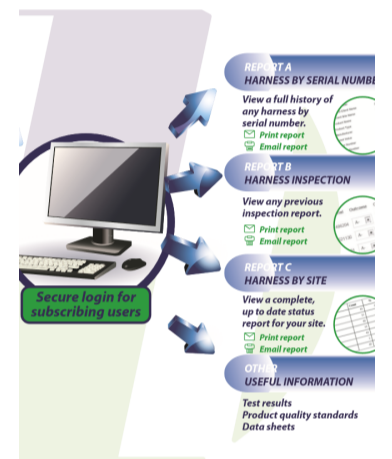 REPORT A
HARNESS BY SERIAL NUMBE
View a full history of
any harness by
serial number.
Print report
Email report
REPORT B
HARNESS INSPECTION
View any previous
inspection report.
Print report
Email report
Secure login for
subscribing users
REPORT C
HARNESS BY SITE
View a complete,
up to date status
report for your site.
Print report
Email report
OTHER
USEFUL INFORMATION
Test results
Product quality standards
Data sheets